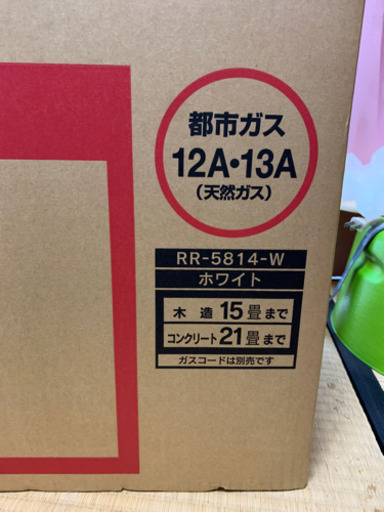 都市ガス
12A・13A
(天然ガス)
RR-5814-W
ホワイト
木造 15畳まで
コンクリート 21畳まで
ガスコードは別売です